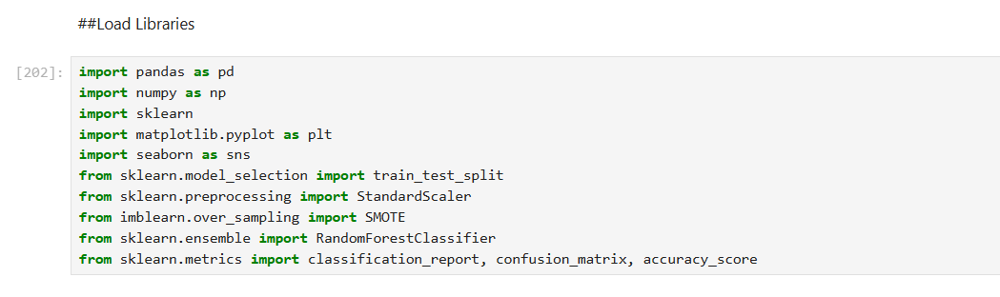 ##Load Libraries
[202]:
import pandas as pd
import numpy as np
import sklearn
import matplotlib.pyplot as plt
import seaborn as sns
from sklearn.model_selection import train_test_split
from sklearn.preprocessing import StandardScaler
from imblearn.over_sampling import SMOTE
from sklearn.ensemble import RandomForestClassifier
from sklearn.metrics import classification_report, confusion_matrix, accuracy_score